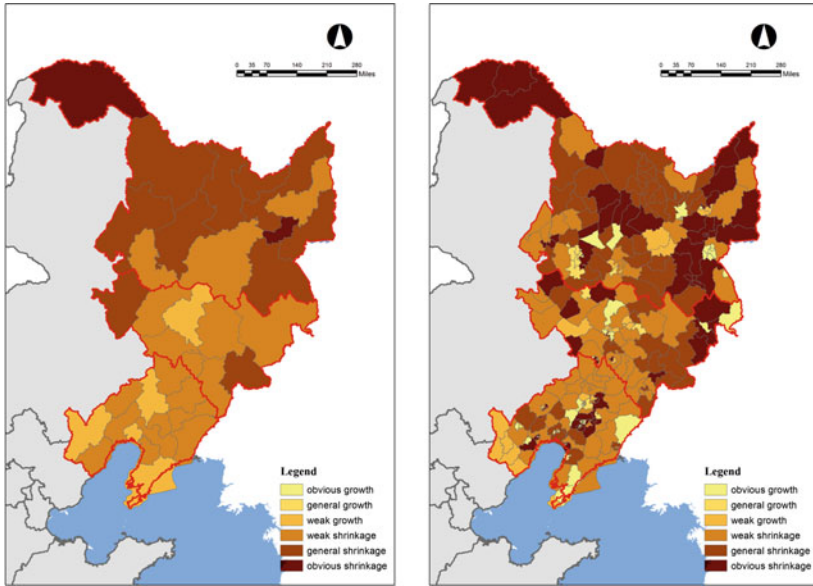 0 35 70 140 210 280
Miles
Legend
obvious growth
general growth
weak growth
weak shrinkage
general shrinkage
obvious shrinkage
0 35 70 140 210 280
Miles
Legend
obvious growth
general growth
weak growth
weak shrinkage
general shrinkage
obvious shrinkage